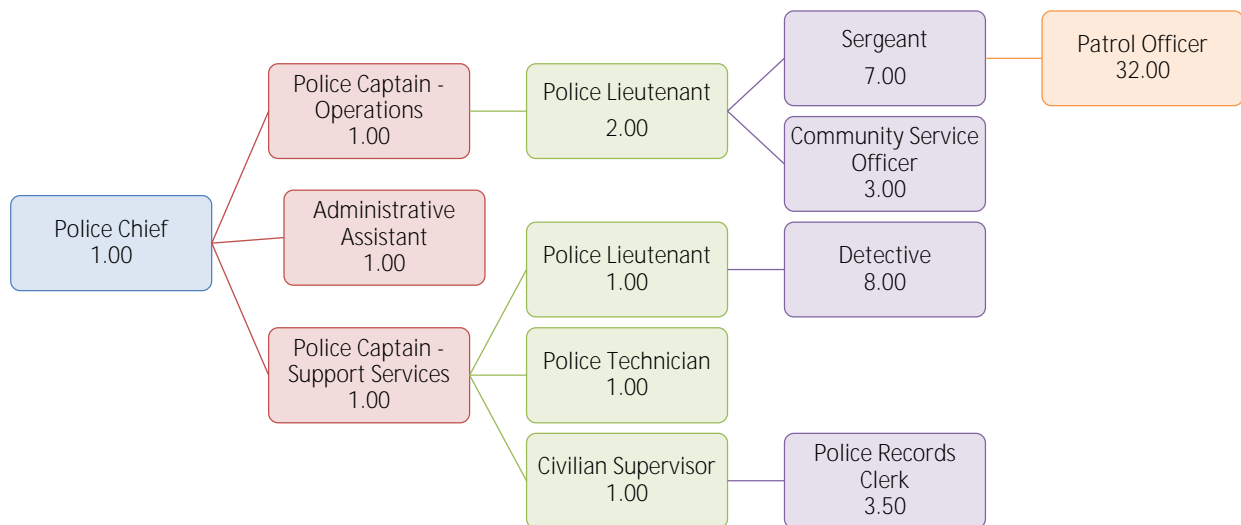 Police Chief
1.00
Police Captain -
Operations
1.00
Administrative
Assistant
1.00
Police Captain -
Support Services
1.00
Police Lieutenant
2.00
Police Lieutenant
1.00
Police Technician
1.00
Civilian Supervisor
1.00
Sergeant
7.00
Community Service
Officer
3.00
Detective
8.00
Police Records
Clerk
3.50
Patrol Officer
32.00